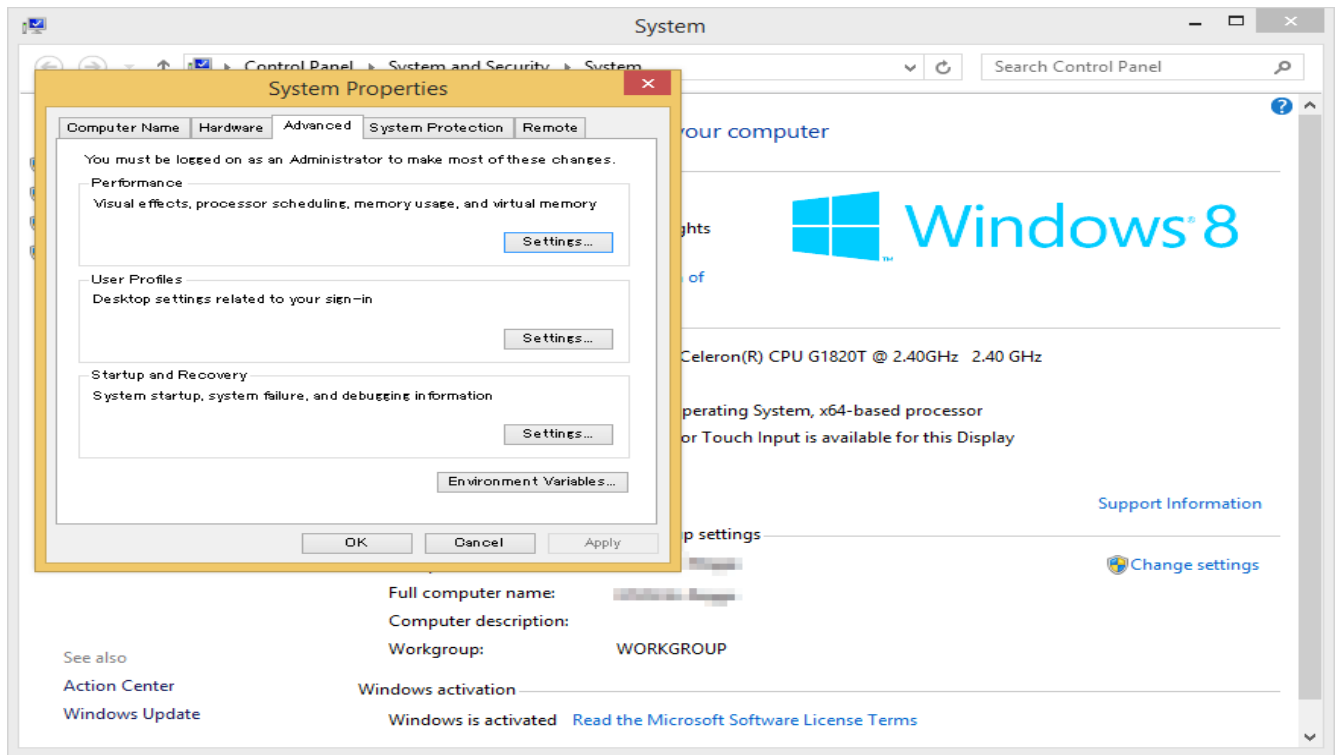 System
Control Panel System and Security System
Search Control Panel
System Properties
Computer Name Hardware Advanced System Protection Remote
You must be logged on as an Administrator to make most of these changes.
Performance
Visual effects, processor scheduling, memory usage, and virtual memory
Settings...
User Profiles
Desktop settings related to your sign-in
Settings...
Startup and Recovery
System startup, system failure, and debugging information
Settings...
Environment Variables...
OK Cancel Apply
your computer
ghts
Windows® 8
™
of
Celeron(R) CPU G1820T @ 2.40GHz 2.40 GHz
perating System, x64-based processor
or Touch Input is available for this Display
Support Information
p settings
Change settings
Full computer name:
Computer description:
Workgroup: WORKGROUP
Windows activation
Windows is activated Read the Microsoft Software License Terms
See also
Action Center
Windows Update